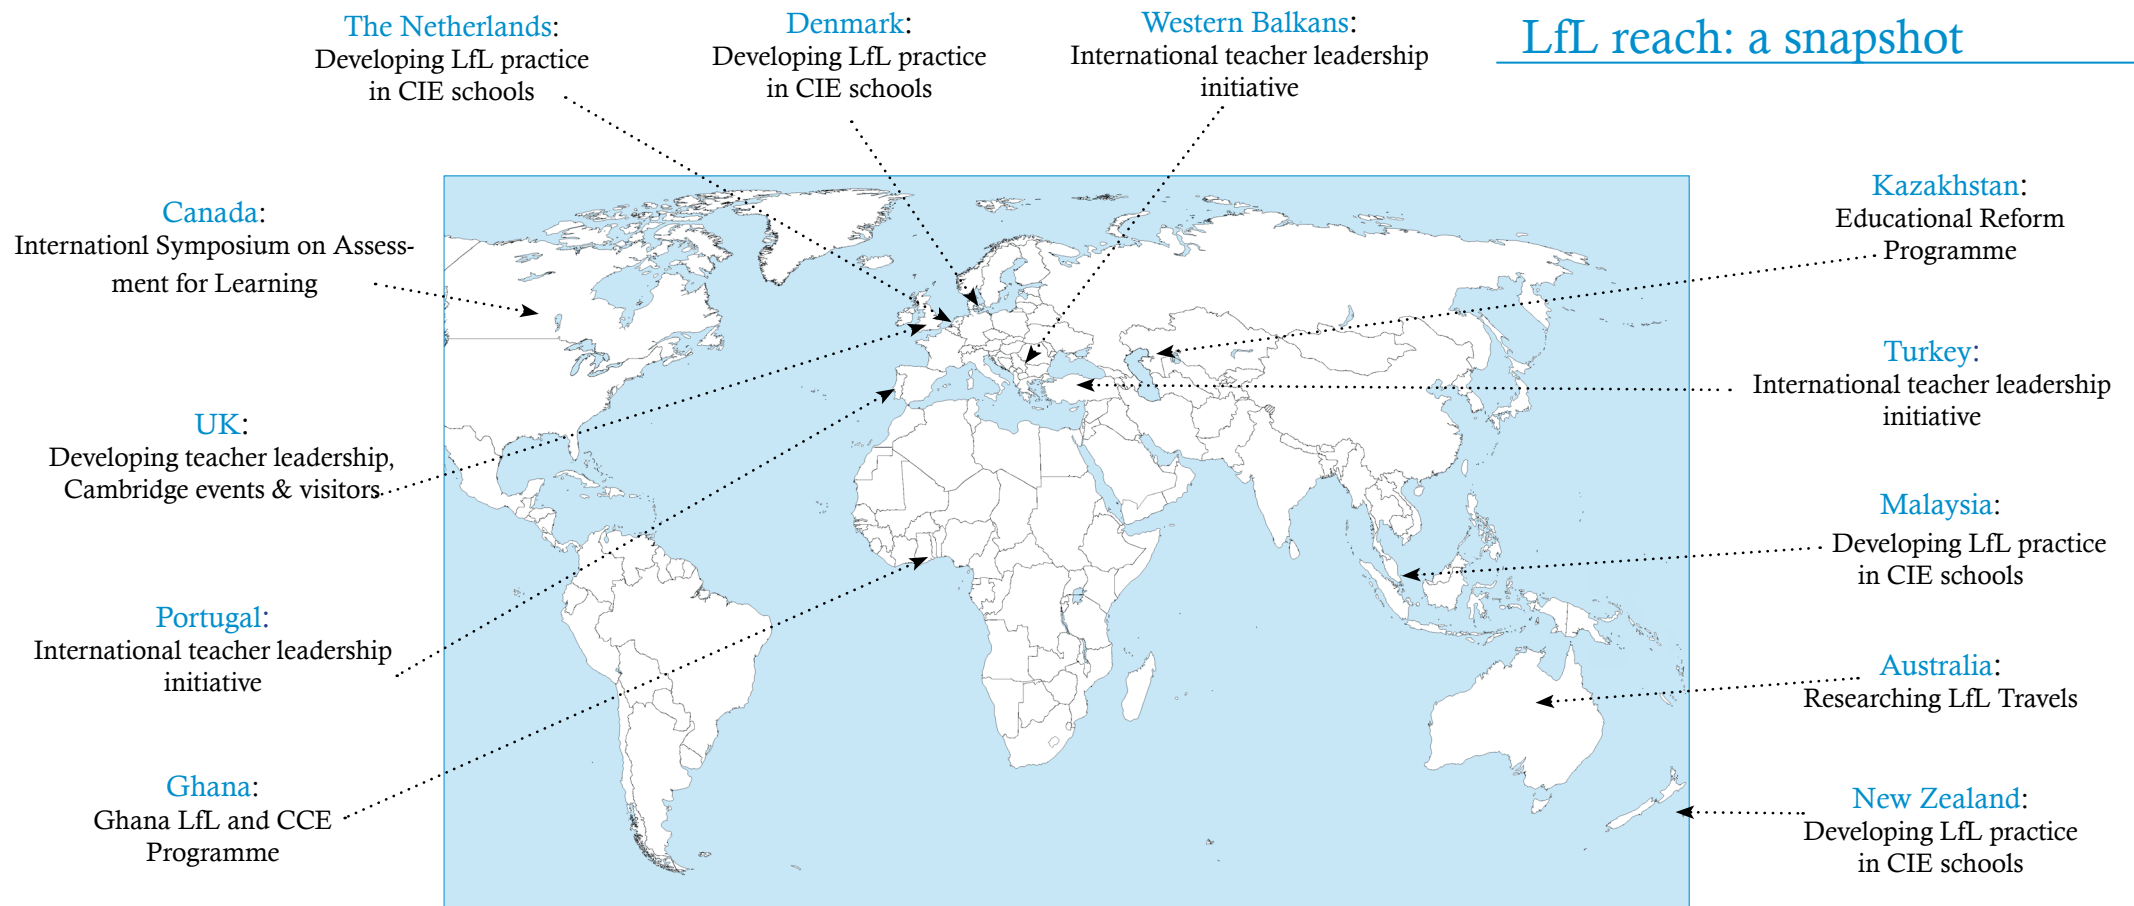 LfL reach: a snapshot
The Netherlands:
Developing LfL practice
in CIE schools
Denmark:
Developing LfL practice
in CIE schools
Western Balkans:
International teacher leadership
initiative
Canada:
Internationl Symposium on Assess-
ment for Learning
UK:
Developing teacher leadership,
Cambridge events & visitors
Portugal:
International teacher leadership
initiative
Ghana:
Ghana LfL and CCE
Programme
Kazakhstan:
Educational Reform
Programme
Turkey:
International teacher leadership
initiative
Malaysia:
Developing LfL practice
in CIE schools
Australia:
Researching LfL Travels
New Zealand:
Developing LfL practice
in CIE schools